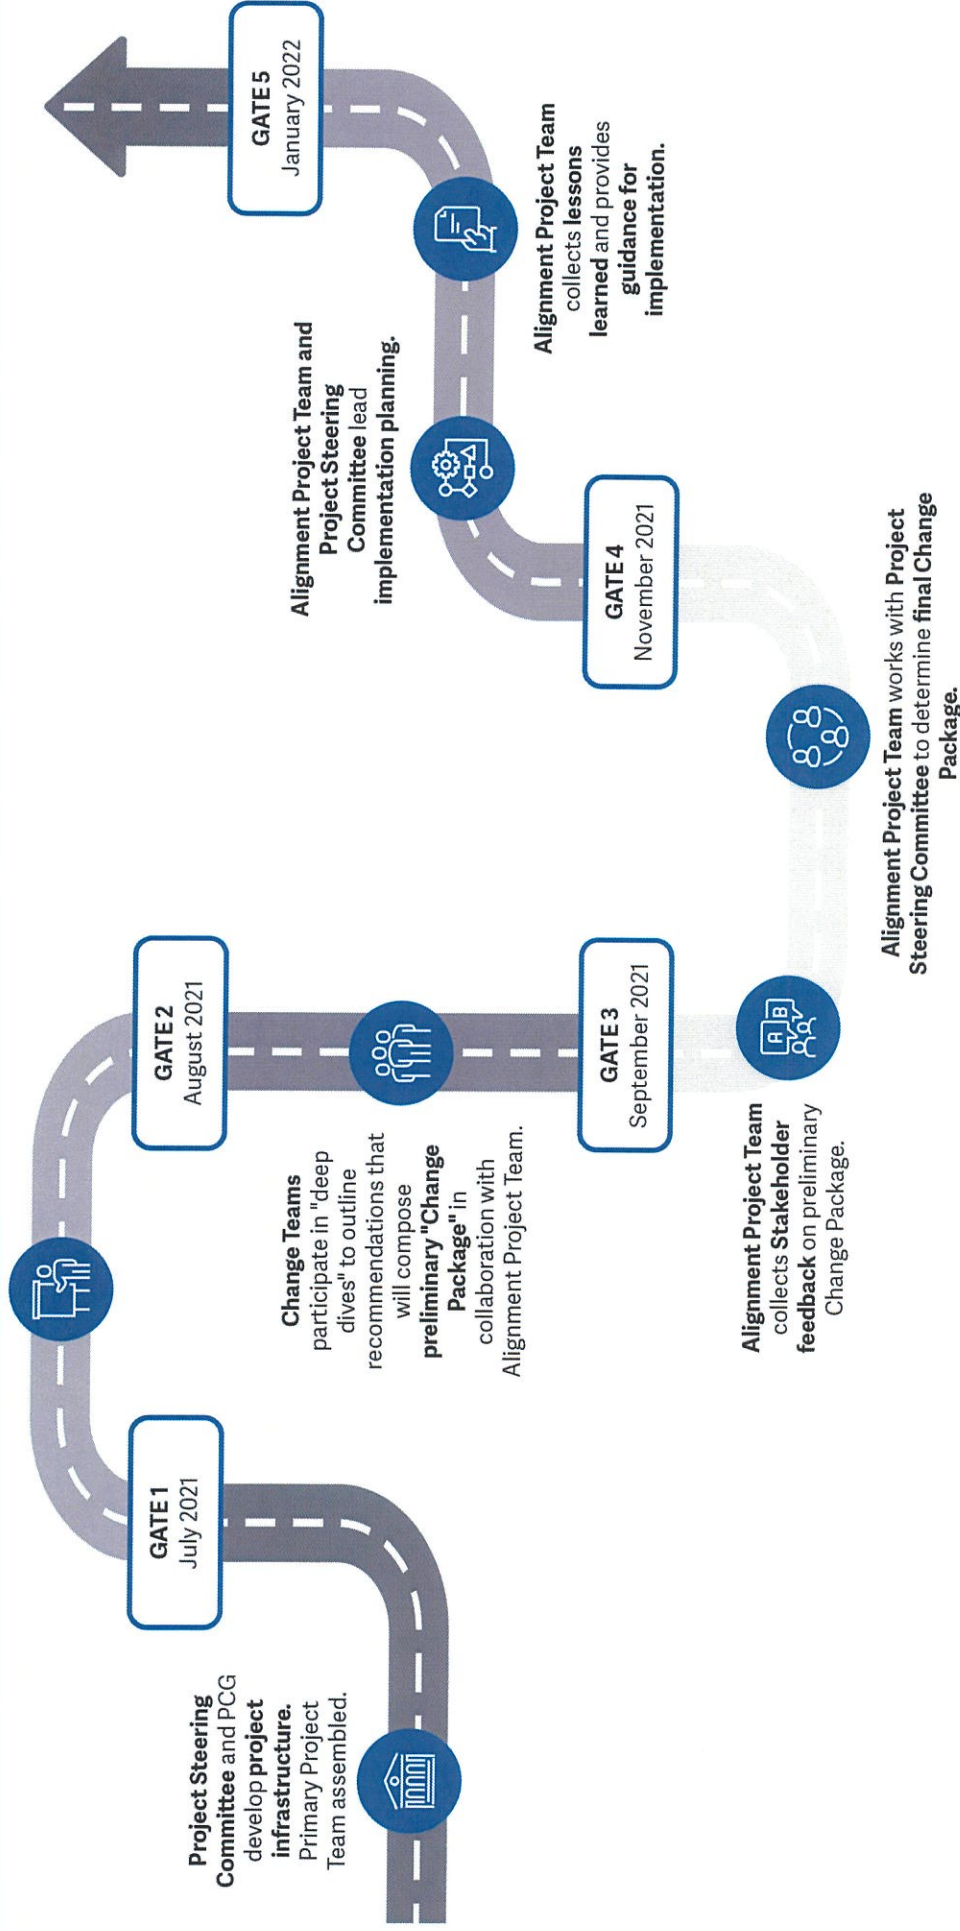 Project Steering
Committee and PCG
develop project
infrastructure.
Primary Project
Team assembled.
GATE 1
July 2021
GATE 2
August 2021
Change Teams
participate in "deep
dives" to outline
recommendations that
will compose
preliminary "Change
Package" in
collaboration with
Alignment Project Team.
GATE 3
September 2021
Alignment Project Team
collects Stakeholder
feedback on preliminary
Change Package.
A
B
Alignment Project Team works with Project
Steering Committee to determine final Change
Package.
GATE 4
November 2021
Alignment Project Team and
Project Steering
Committee lead
implementation planning.
Alignment Project Team
collects lessons
learned and provides
guidance for
implementation.
GATE 5
January 2022